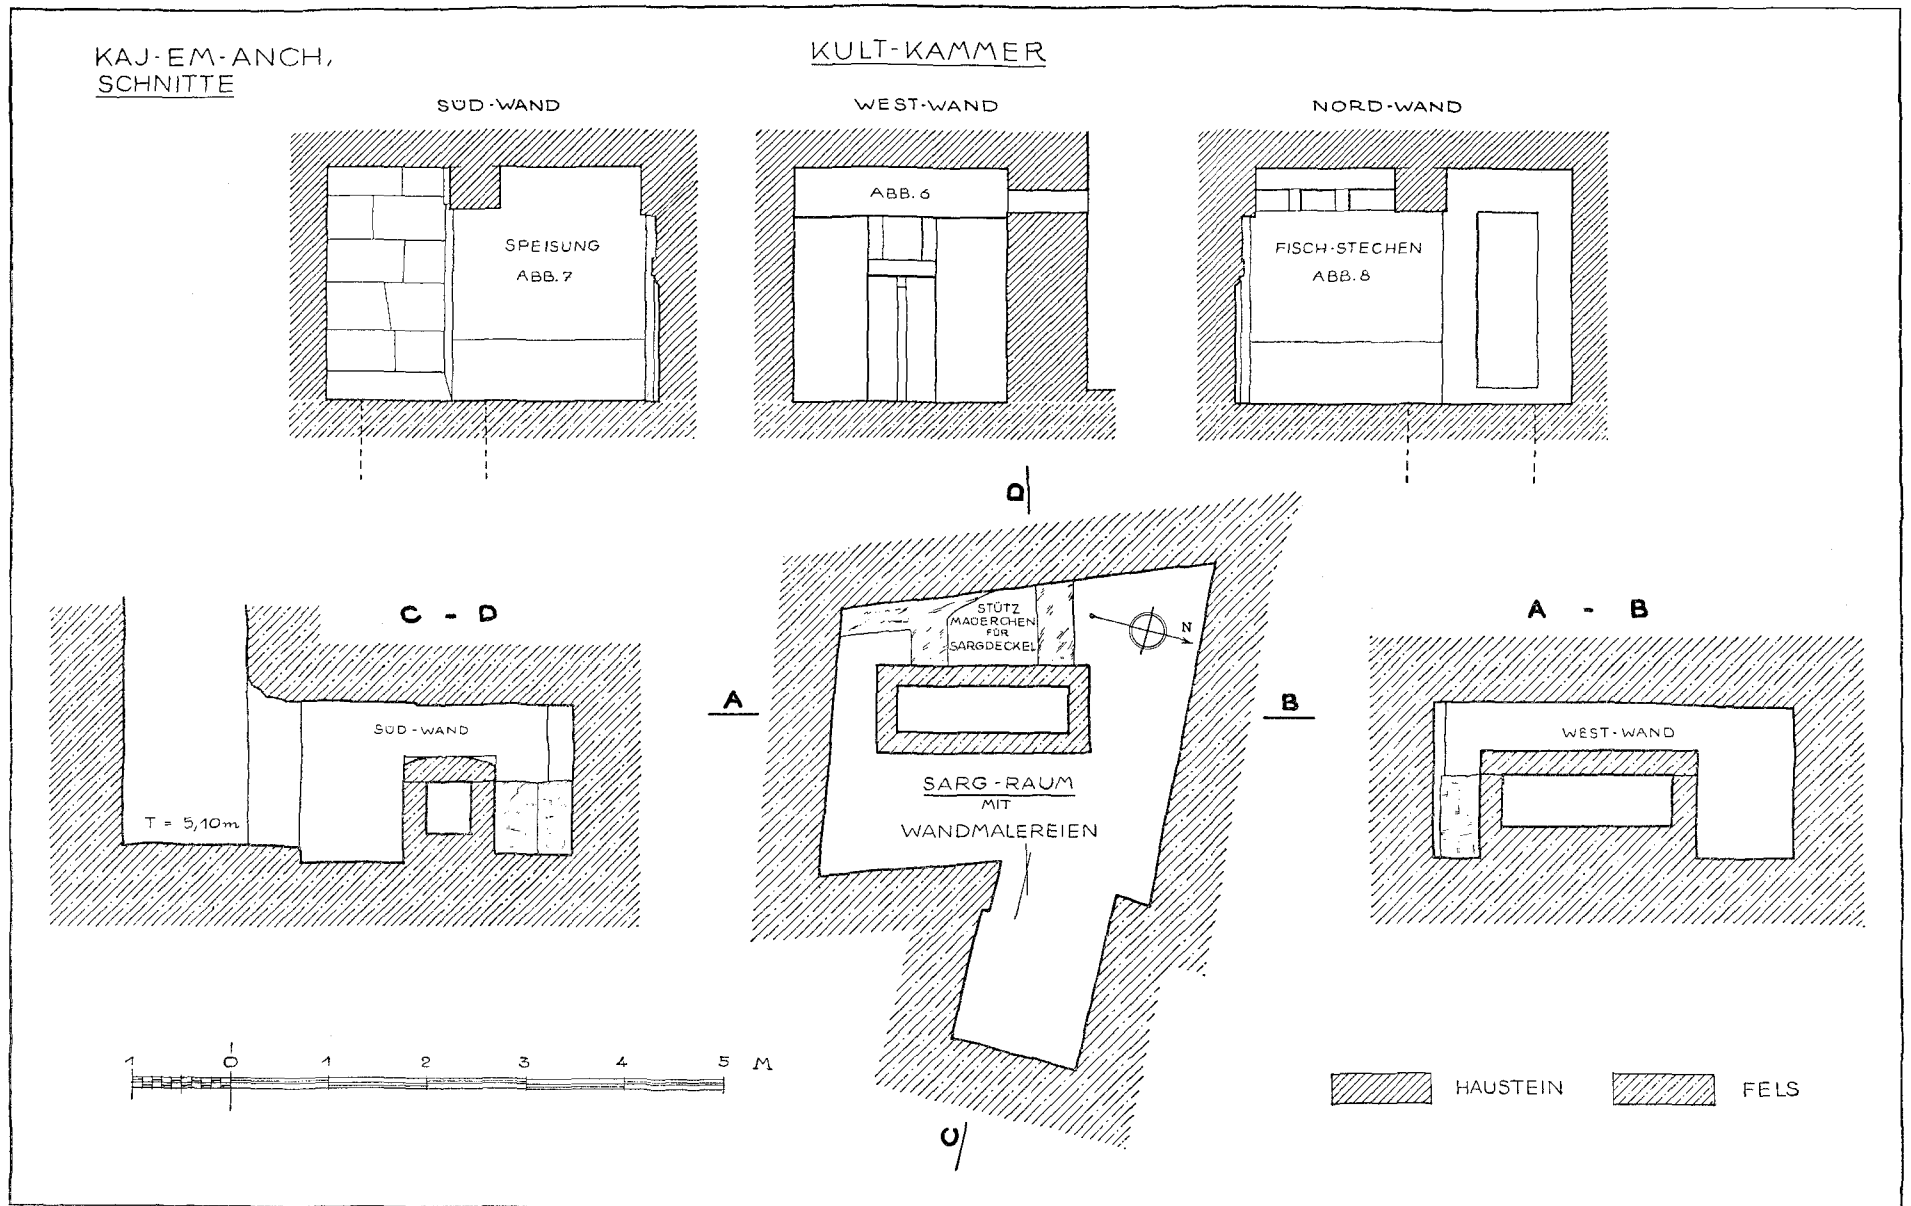 KAJ-EM-ANCH,
SCHNITTE
KULT-KAMMER
SÜD-WAND
WEST-WAND
NORD-WAND
SPEISUNG
ABB. 7
ABB. 6
FISCH-STECHEN
ABB. 8
D
C - D
SÜD-WAND
T = 5,10m
STÜTZ
MAUERCHEN
FÜR
SARGDECKEL
N
A
B
SARG-RAUM
MIT
WANDMALEREIEN
C
A - B
WEST-WAND
1 0 1 2 3 4 5 M
HAUSTEIN
FELS